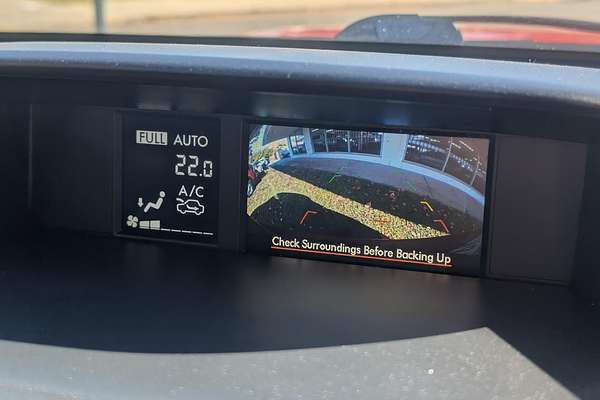 FULL AUTO
22.0
A/C
Check Surroundings Before Backing Up